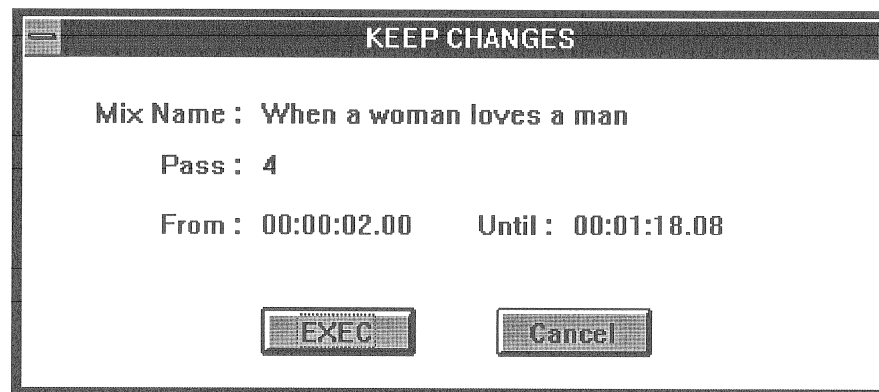 KEEP CHANGES
Mix Name : When a woman loves a man
Pass : 4
From : 00:00:02.00 Until : 00:01:18.08
EXEC Cancel